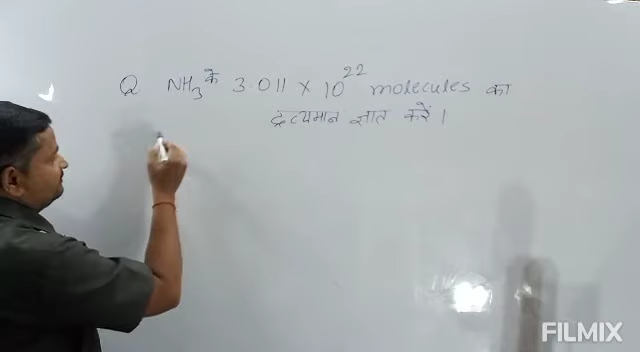 Q NH3 के 3.011 × 10^22 molecules का
द्रव्यमान ज्ञात करें।
FILMIX